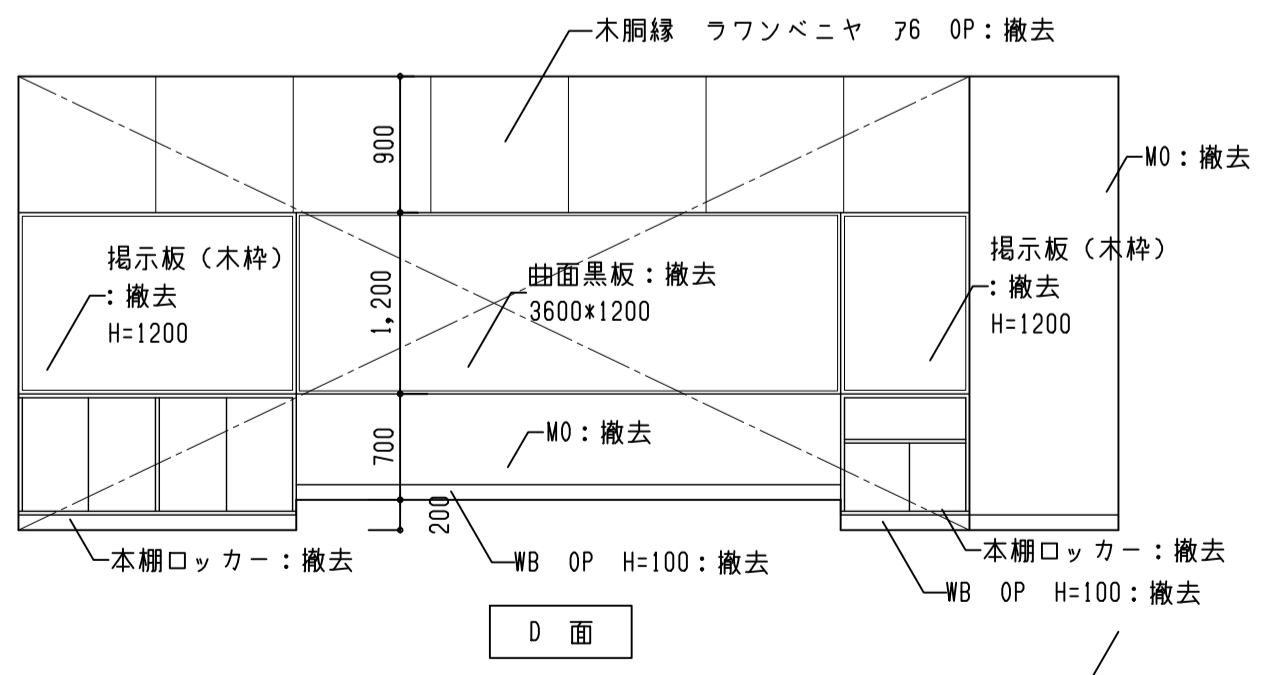 木胴縁　ラワンベニヤ　ｱ6　OP：撤去
900
MO：撤去
掲示板（木枠）
：撤去
H=1200
1,200
曲面黒板：撤去
3600*1200
掲示板（木枠）
：撤去
H=1200
700
MO：撤去
200
本棚ロッカー：撤去
WB　OP　H=100：撤去
本棚ロッカー：撤去
WB　OP　H=100：撤去
D　面